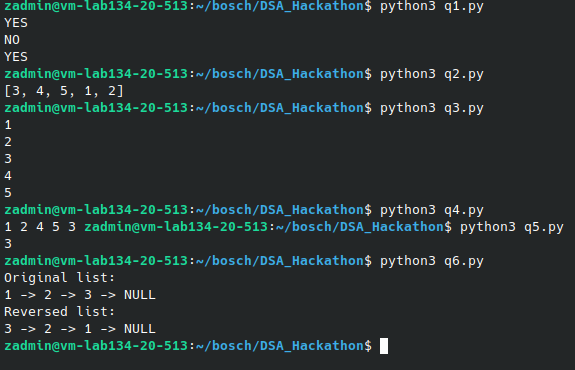 zadmin@vm-lab134-20-513:~/bosch/DSA_Hackathon$ python3 q1.py
YES
NO
YES
zadmin@vm-lab134-20-513:~/bosch/DSA_Hackathon$ python3 q2.py
[3, 4, 5, 1, 2]
zadmin@vm-lab134-20-513:~/bosch/DSA_Hackathon$ python3 q3.py
1
2
3
4
5
zadmin@vm-lab134-20-513:~/bosch/DSA_Hackathon$ python3 q4.py
1 2 4 5 3 zadmin@vm-lab134-20-513:~/bosch/DSA_Hackathon$ python3 q5.py
3
zadmin@vm-lab134-20-513:~/bosch/DSA_Hackathon$ python3 q6.py
Original list:
1 -> 2 -> 3 -> NULL
Reversed list:
3 -> 2 -> 1 -> NULL
zadmin@vm-lab134-20-513:~/bosch/DSA_Hackathon$